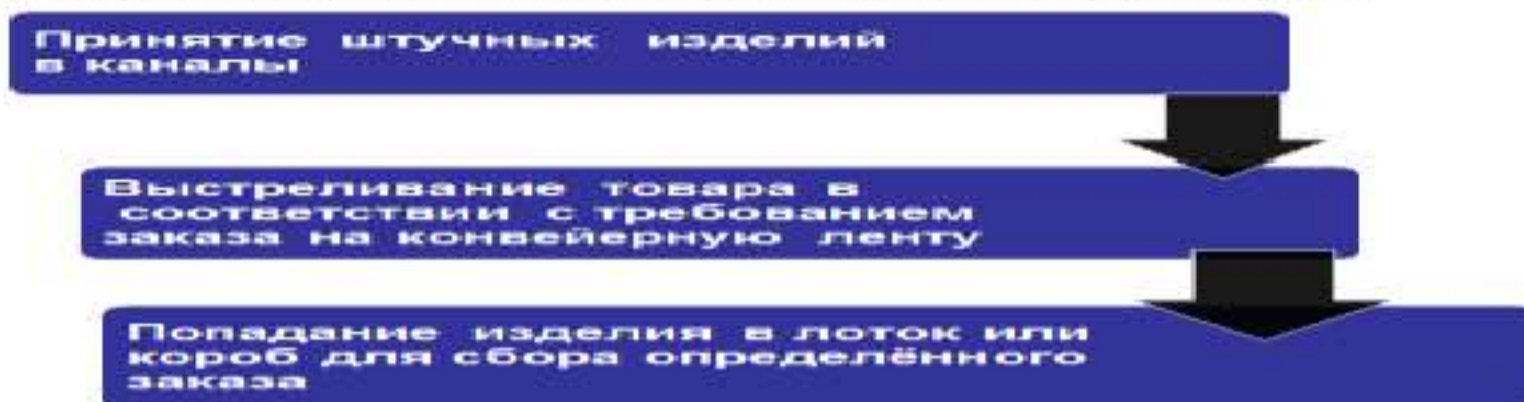 Принятие штучных изделий
в каналы
Выстреливание товара в
соответствии с требованием
заказа на конвейерную ленту
Попадание изделия в лоток или
короб для сбора определённого
заказа